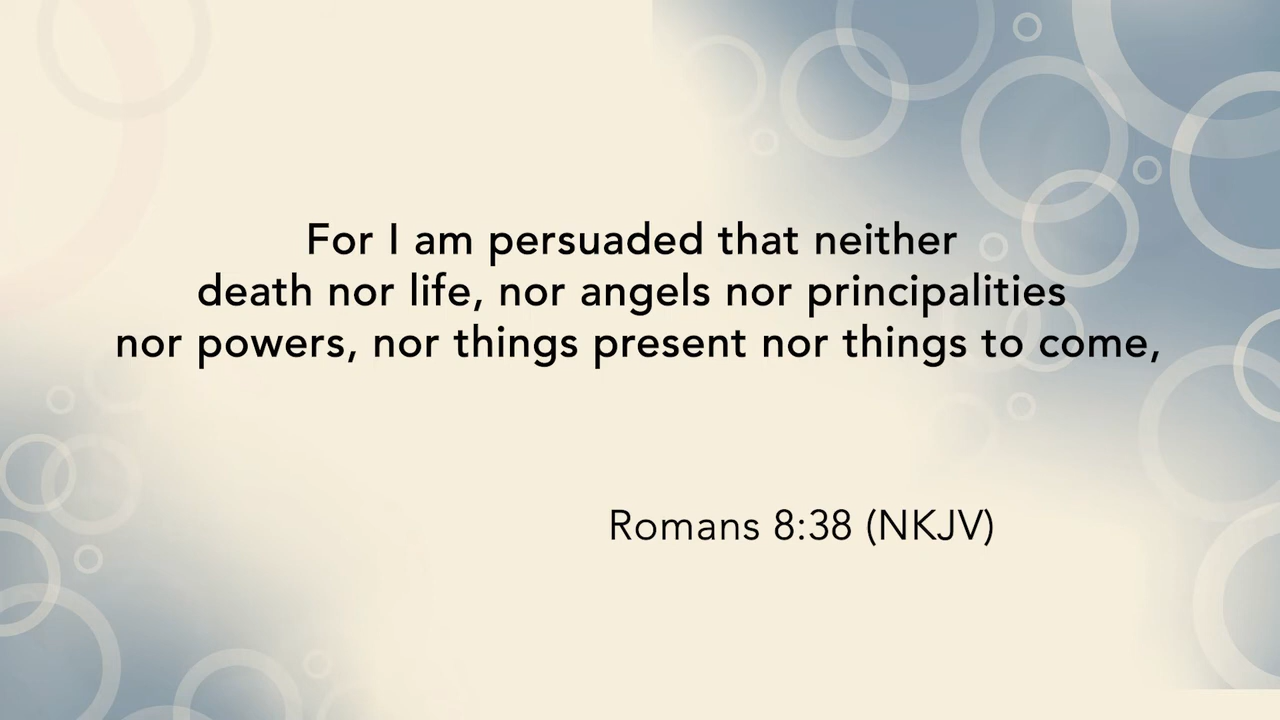 For I am persuaded that neither
death nor life, nor angels nor principalities
nor powers, nor things present nor things to come,
Romans 8:38 (NKJV)